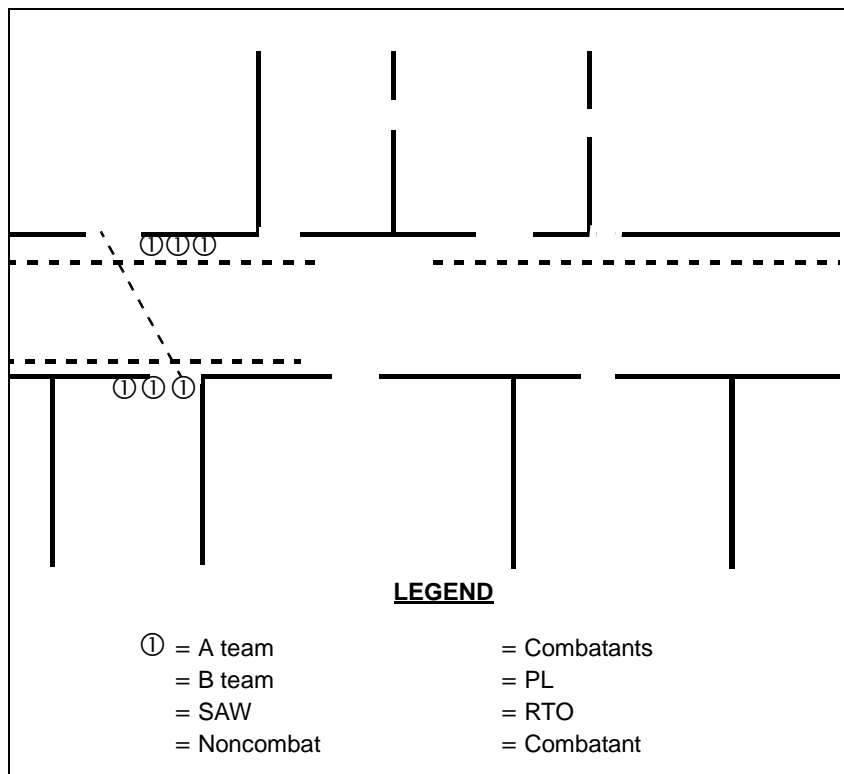 ①①①
①①①
LEGEND
① = A team
= B team
= SAW
= Noncombat
= Combatants
= PL
= RTO
= Combatant